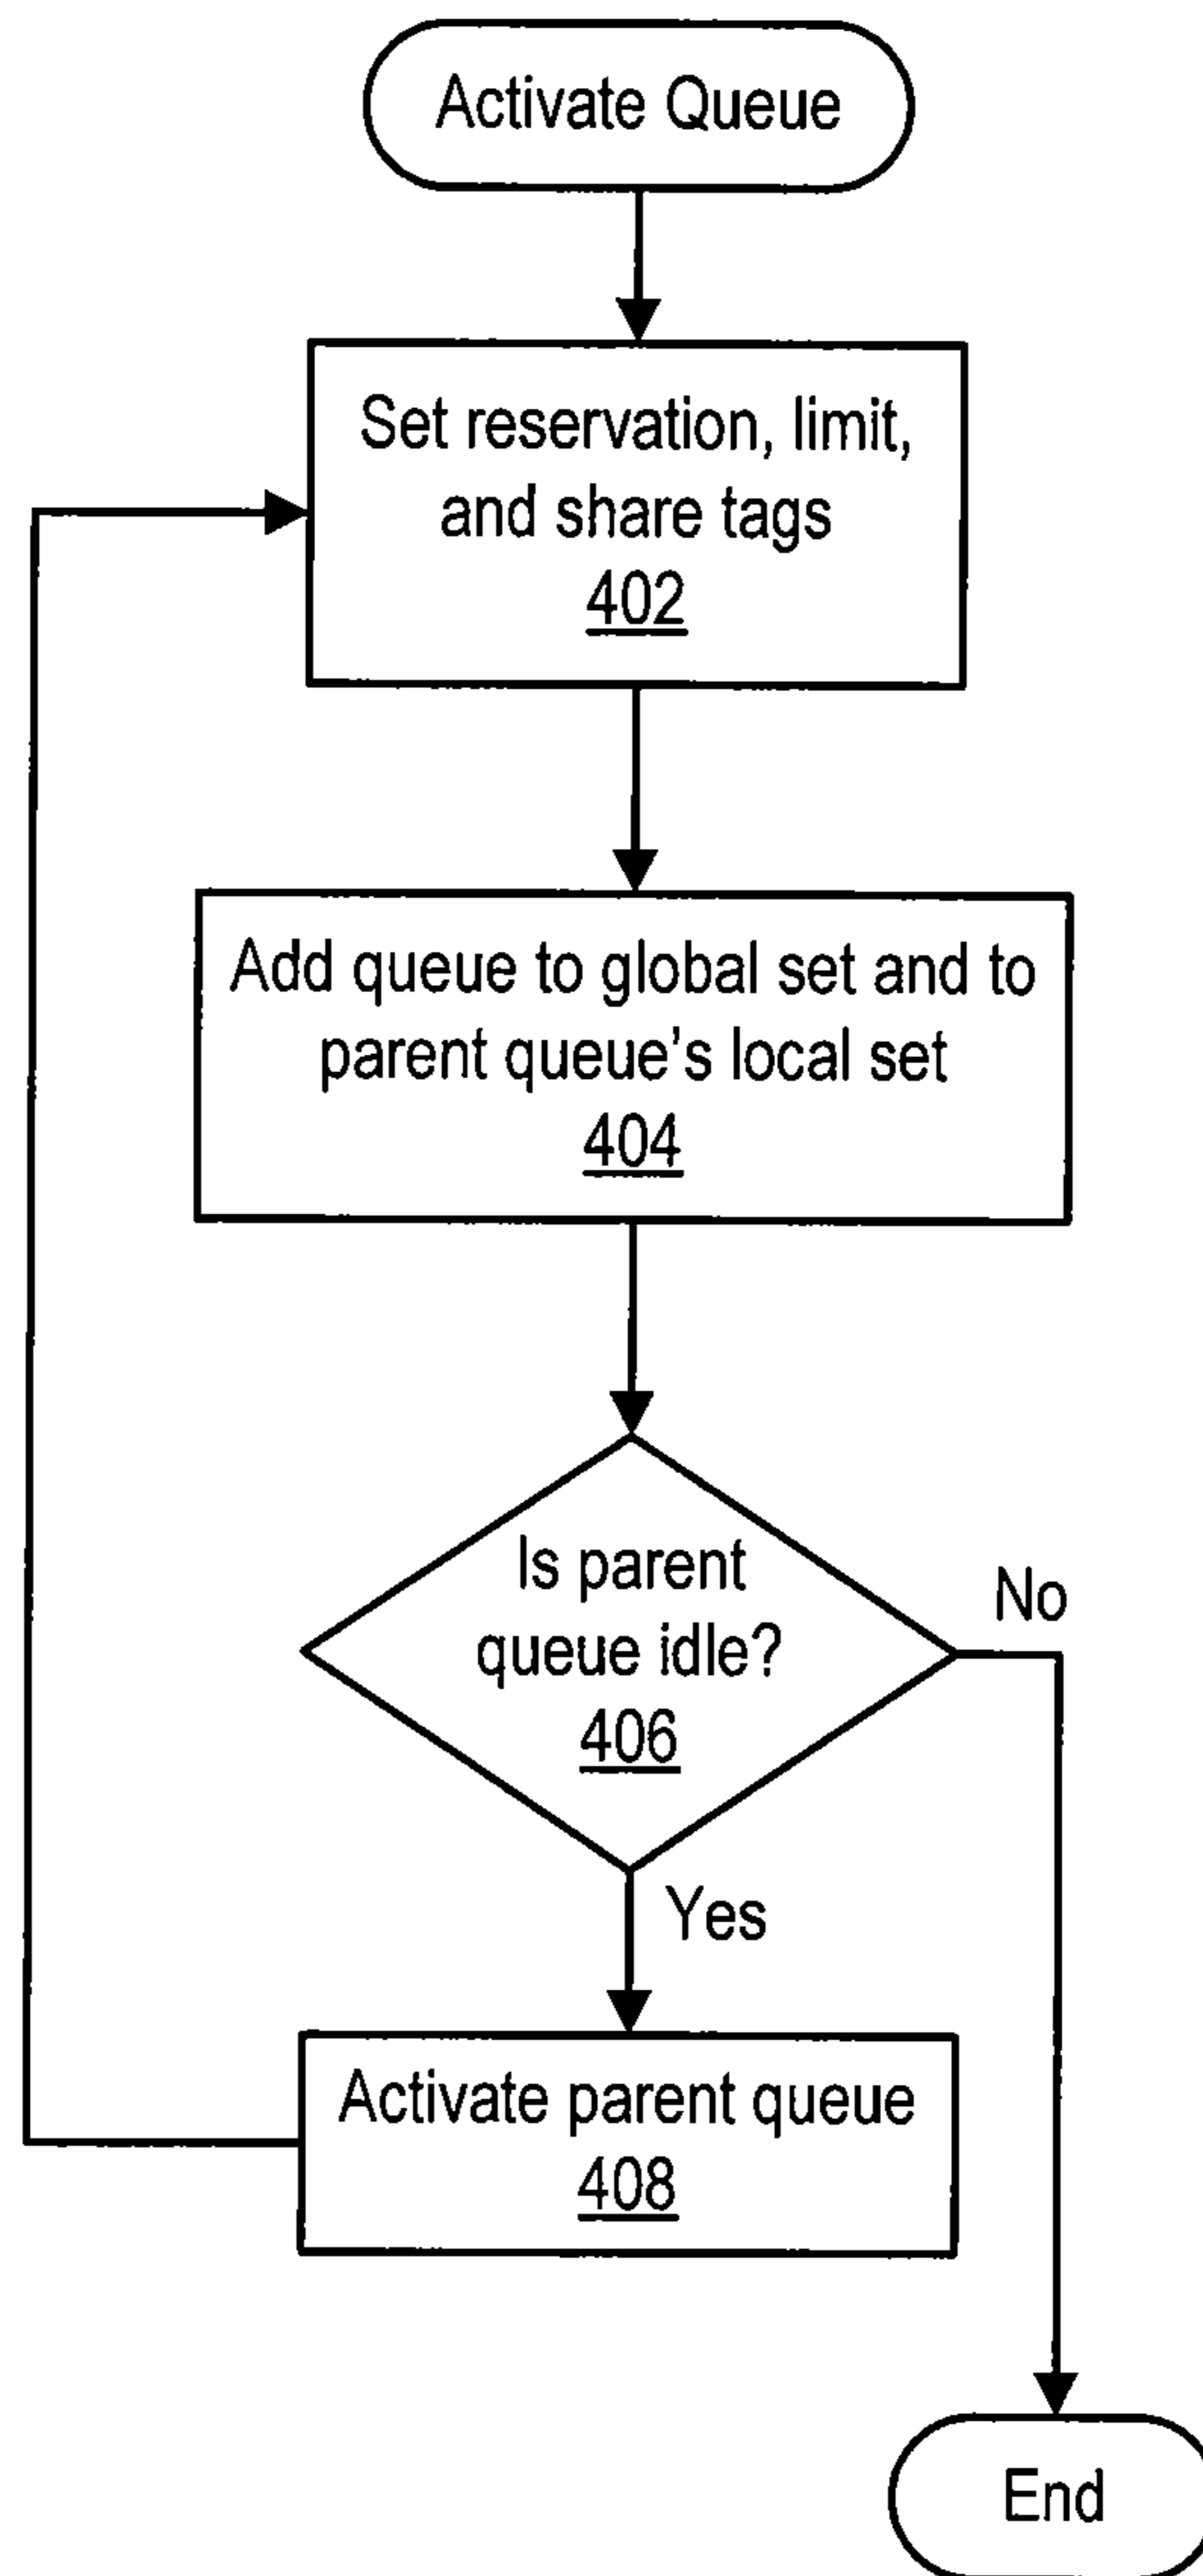 Activate Queue
Set reservation, limit,
and share tags
402
Add queue to global set and to
parent queue's local set
404
Is parent
queue idle?
406
No
Yes
Activate parent queue
408
End